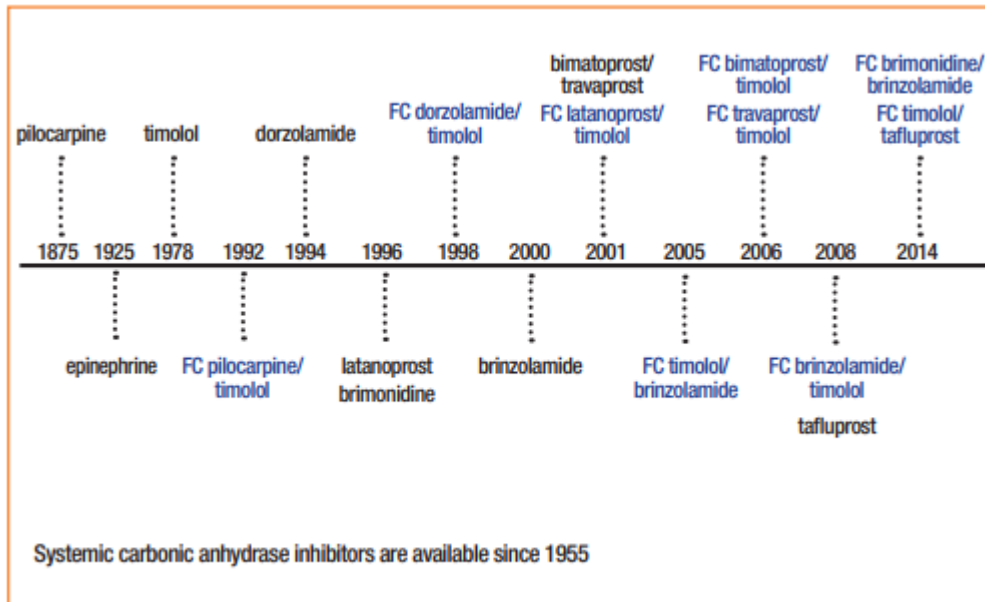 bimatoprost/
travaprost
FC bimatoprost/
timolol
FC brimonidine/
brinzolamide
pilocarpine
timolol
dorzolamide
FC dorzolamide/
timolol
FC latanoprost/
timolol
FC travaprost/
timolol
FC timolol/
tafluprost
1875 1925 1978 1992 1994 1996 1998 2000 2001 2005 2006 2008 2014
epinephrine
FC pilocarpine/
timolol
latanoprost
brimonidine
brinzolamide
FC timolol/
brinzolamide
FC brinzolamide/
timolol
tafluprost
Systemic carbonic anhydrase inhibitors are available since 1955